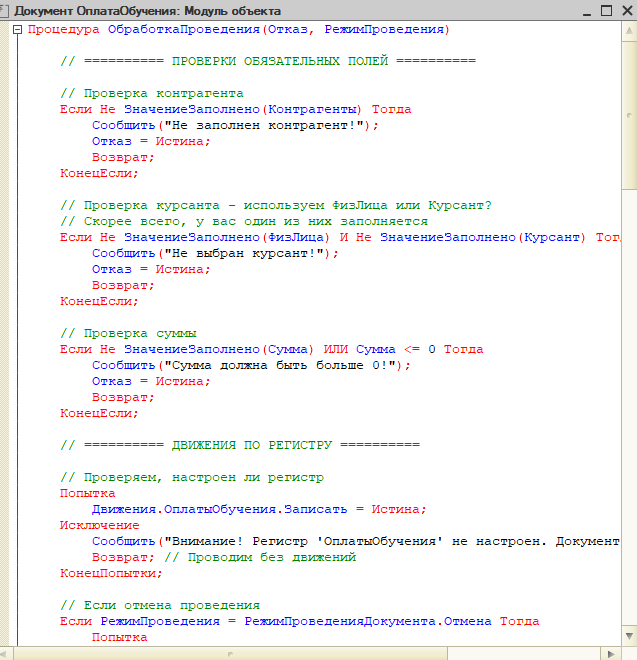 Документ ОплатаОбучения: Модуль объекта
Процедура ОбработкаПроведения(Отказ, РежимПроведения)
// ========== ПРОВЕРКИ ОБЯЗАТЕЛЬНЫХ ПОЛЕЙ ==========
// Проверка контрагента
Если Не ЗначениеЗаполнено(Контрагенты) Тогда
Сообщить("Не заполнен контрагент!");
Отказ = Истина;
Возврат;
КонецЕсли;
// Проверка курсанта - используем ФизЛица или Курсант?
// Скорее всего, у вас один из них заполняется
Если Не ЗначениеЗаполнено(ФизЛица) И Не ЗначениеЗаполнено(Курсант)
Сообщить("Не выбран курсант!");
Отказ = Истина;
Возврат;
КонецЕсли;
// Проверка суммы
Если Не ЗначениеЗаполнено(Сумма) ИЛИ Сумма <= 0 Тогда
Сообщить("Сумма должна быть больше 0!");
Отказ = Истина;
Возврат;
КонецЕсли;
// ========== ДВИЖЕНИЯ ПО РЕГИСТРУ ==========
// Проверяем, настроен ли регистр
Попытка
Движения.ОплатыОбучения.Записать = Истина;
Исключение
Сообщить("Внимание! Регистр 'ОплатыОбучения' не настроен. Документ
Возврат; // Проводим без движений
КонецПопытки;
// Если отмена проведения
Если РежимПроведения = РежимПроведенияДокумента.Отмена Тогда
Попытка